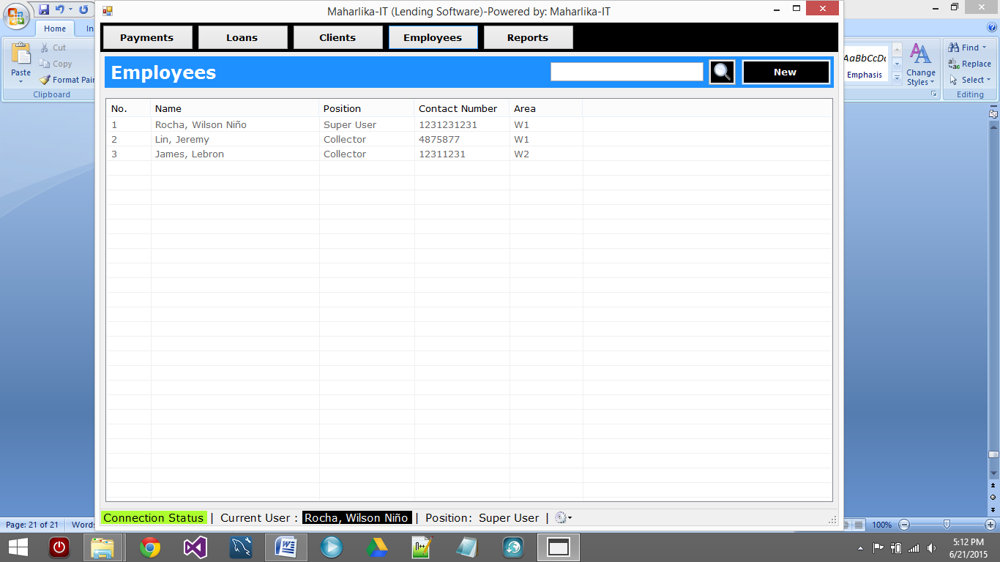 Maharlika-IT (Lending Software)-Powered by: Maharlika-IT
Home In
Payments Loans Clients Employees Reports
Paste
Cut
Copy
Format Pain
Clipboard
Employees
New
AaBbCcDc
Emphasis
Change
Styles
Find
Replace
Select
Editing
No. Name Position Contact Number Area
1 Rocha, Wilson Niño Super User 1231231231 W1
2 Lin, Jeremy Collector 4875877 W1
3 James, Lebron Collector 12311231 W2
Connection Status | Current User : Rocha, Wilson Niño | Position: Super User |
Page: 21 of 21 Words
100%
5:12 PM
6/21/2015